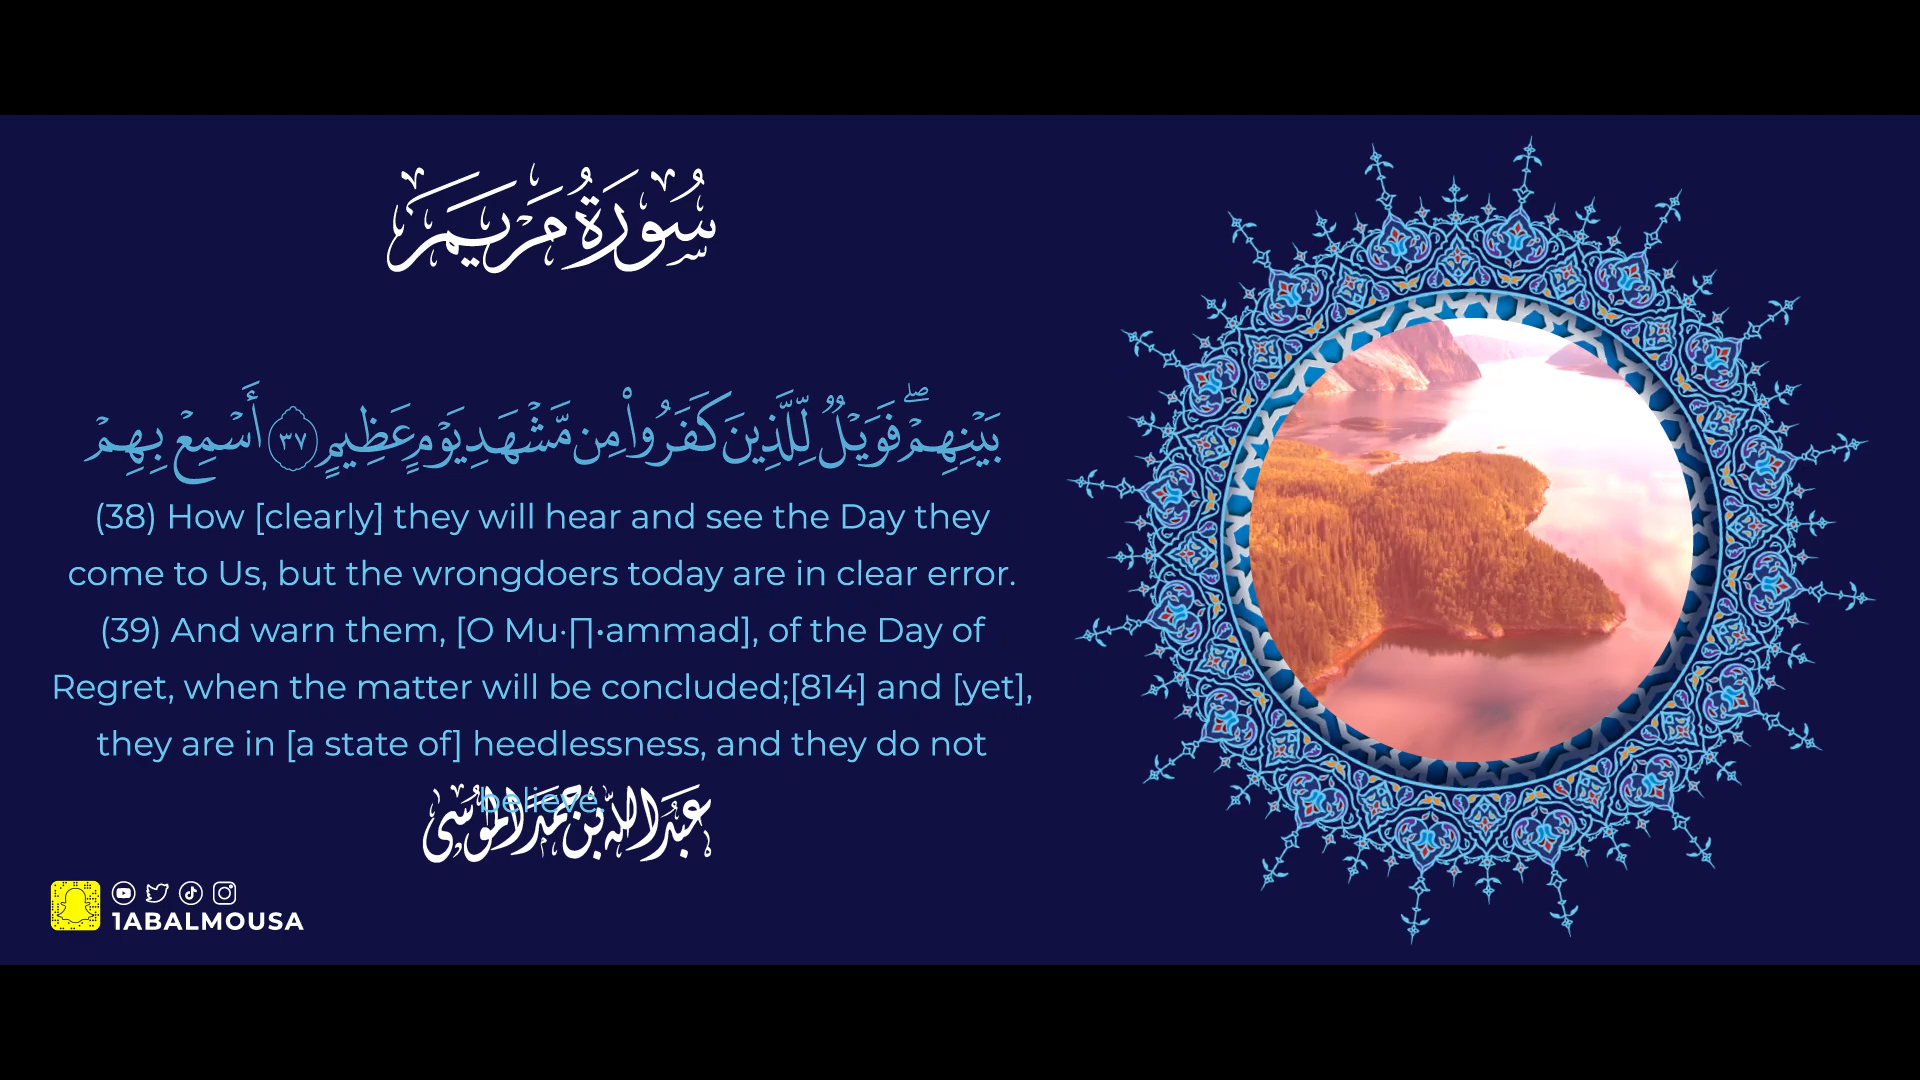 سُورَةُ مَرْيَمَ
بَيْنِهِمْ ۖ فَوَيْلٌ لِّلَّذِينَ كَفَرُوا۟ مِن مَّشْهَدِ يَوْمٍ عَظِيمٍ ٣٧ أَسْمِعْ بِهِمْ
(38) How [clearly] they will hear and see the Day they
come to Us, but the wrongdoers today are in clear error.
(39) And warn them, [O Mu·∏•ammad], of the Day of
Regret, when the matter will be concluded;[814] and [yet],
they are in [a state of] heedlessness, and they do not
believe.
عبد الله بن حمد الموسى
1ABALMOUSA